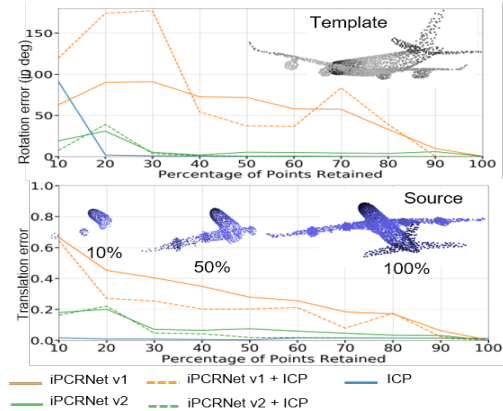 Template
Rotation error (in deg)
150
100
50
0
10 20 30 40 50 60 70 80 90 100
Percentage of Points Retained
Translation error
1.0
0.8
0.6
0.4
0.2
0.0
Source
10%
50%
100%
10 20 30 40 50 60 70 80 90 100
Percentage of Points Retained
iPCRNet v1
iPCRNet v1 + ICP
ICP
iPCRNet v2
iPCRNet v2 + ICP